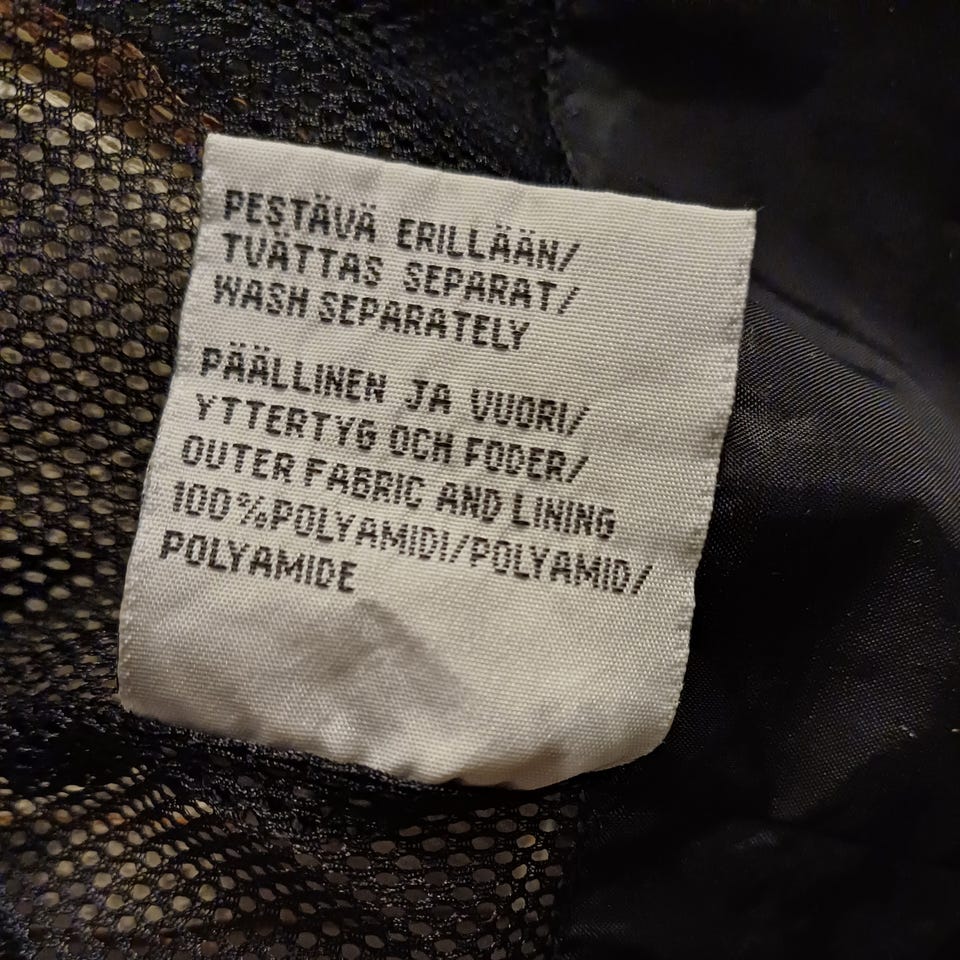 PESTÄVÄ ERILLÄÄN/
TVÄTTAS SEPARAT/
WASH SEPARATELY
PÄÄLLINEN JA VUORI/
YTTERTYG OCH FODER/
OUTER FABRIC AND LINING
100%POLYAMIDI/POLYAMID/
POLYAMIDE